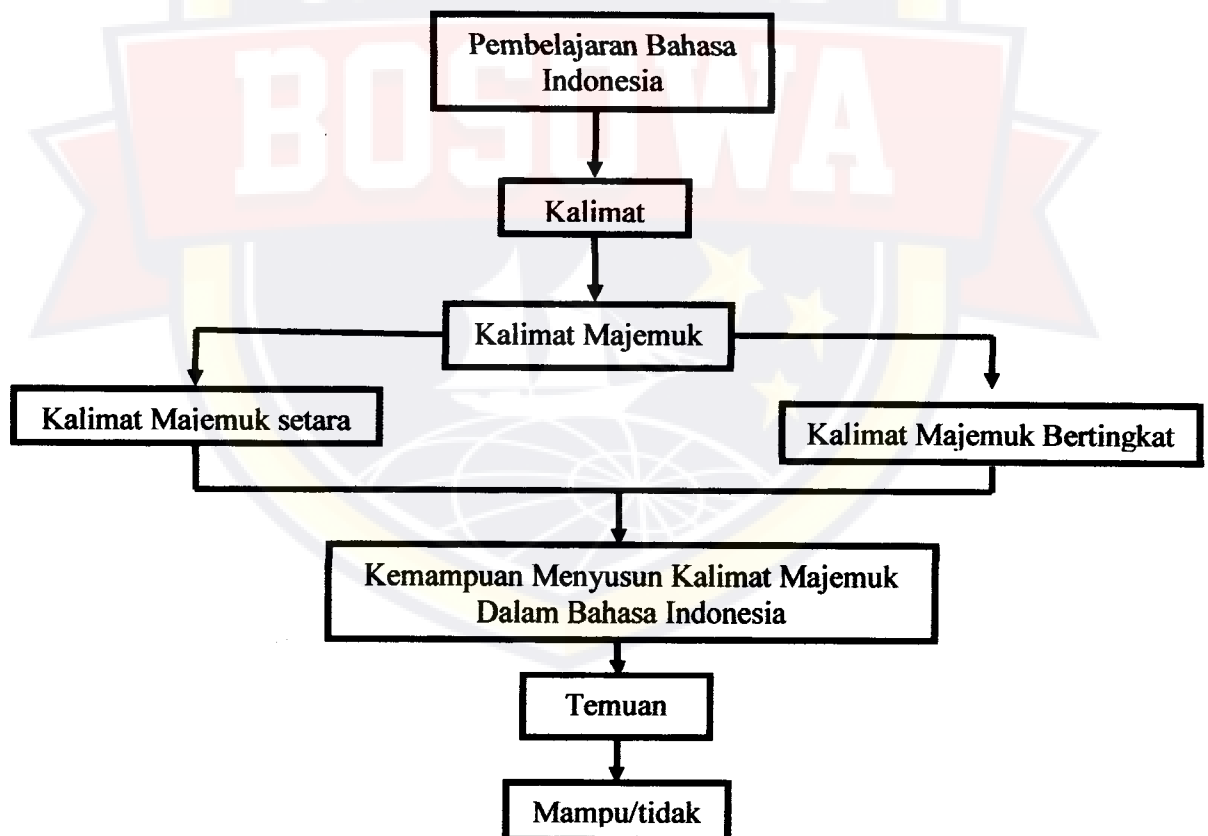 BOSOWA
Pembelajaran Bahasa
Indonesia
Kalimat
Kalimat Majemuk
Kalimat Majemuk setara
Kalimat Majemuk Bertingkat
Kemampuan Menyusun Kalimat Majemuk
Dalam Bahasa Indonesia
Temuan
Mampu/tidak